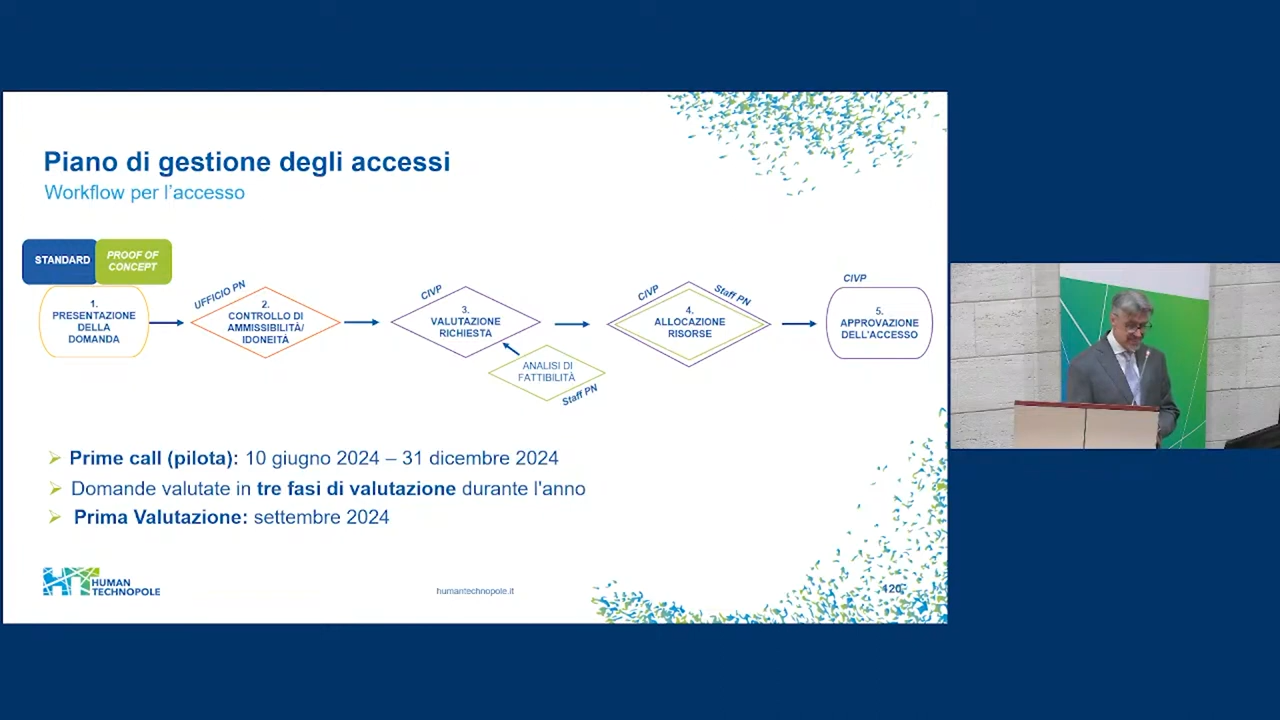 Piano di gestione degli accessi
Workflow per l'accesso
STANDARD
PROOF OF
CONCEPT
1.
PRESENTAZIONE
DELLA
DOMANDA
UFFICIO PN
2.
CONTROLLO DI
AMMISSIBILITÀ/
IDONEITÀ
CIVP
3.
VALUTAZIONE
RICHIESTA
ANALISI DI
FATTIBILITÀ
Staff PN
CIVP
Staff PN
4.
ALLOCAZIONE
RISORSE
CIVP
5.
APPROVAZIONE
DELL'ACCESSO
Prime call (pilota): 10 giugno 2024 – 31 dicembre 2024
Domande valutate in tre fasi di valutazione durante l'anno
Prima Valutazione: settembre 2024
HT HUMAN
TECHNOPOLE
humantechnopole.it
120